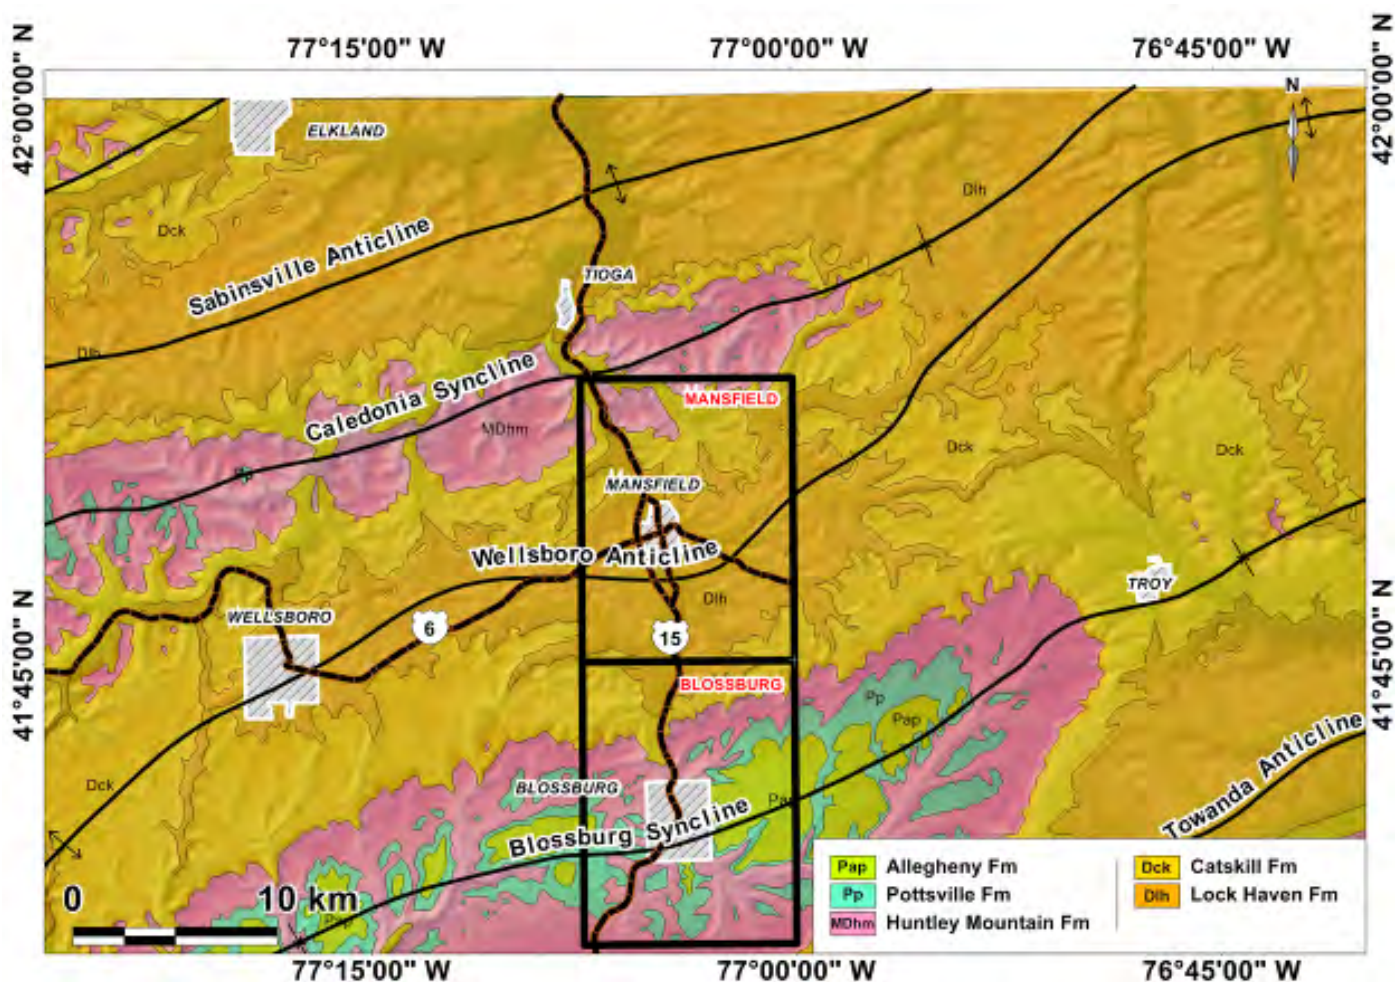 77°15'00" W
77°00'00" W
76°45'00" W
42°00'00" N
42°00'00" N
N
ELKLAND
Dlh
Dck
Sabinsville Anticline
TIOGA
Dlh
Caledonia Syncline
MANSFIELD
MDhm
Dck
Dck
Pp
MANSFIELD
Wellsboro Anticline
TROY
Dlh
WELLSBORO
6
15
41°45'00" N
41°45'00" N
BLOSSBURG
Pp
Pap
Towanda Anticline
Dck
BLOSSBURG
Pap
Blossburg Syncline
Pap Allegheny Fm
Dck Catskill Fm
0 10 km
Pp Pottsville Fm
Dlh Lock Haven Fm
Pap
MDhm Huntley Mountain Fm
77°15'00" W
77°00'00" W
76°45'00" W